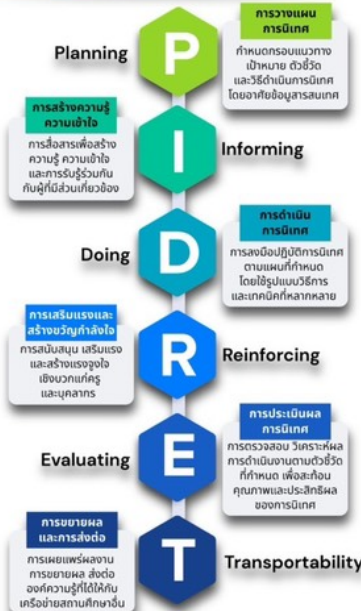 Planning
P
การวางแผน
การนิเทศ
กำหนดกรอบแนวทาง
เป้าหมาย ตัวชี้วัด
และวิธีดำเนินการนิเทศ
โดยอาศัยข้อมูลสารสนเทศ
การสร้างความรู้
ความเข้าใจ
การสื่อสารเพื่อสร้าง
ความรู้ ความเข้าใจ
และการรับรู้ร่วมกัน
กับผู้ที่มีส่วนเกี่ยวข้อง
I
Informing
Doing
D
การดำเนิน
การนิเทศ
การลงมือปฏิบัติการนิเทศ
ตามแผนที่กำหนด
โดยใช้รูปแบบวิธีการ
และเทคนิคที่หลากหลาย
การเสริมแรงและ
สร้างขวัญกำลังใจ
การสนับสนุน เสริมแรง
และสร้างแรงจูงใจ
เชิงบวกแก่ครู
และบุคลากร
R
Reinforcing
Evaluating
E
การประเมินผล
การนิเทศ
การตรวจสอบ วิเคราะห์ผล
การดำเนินงานตามตัวชี้วัด
ที่กำหนด เพื่อสะท้อน
คุณภาพและประสิทธิผล
ของการนิเทศ
การขยายผล
และการส่งต่อ
การเผยแพร่ผลงาน
การขยายผล ส่งต่อ
องค์ความรู้ที่ได้ให้กับ
เครือข่ายสถานศึกษาอื่น
T
Transportability